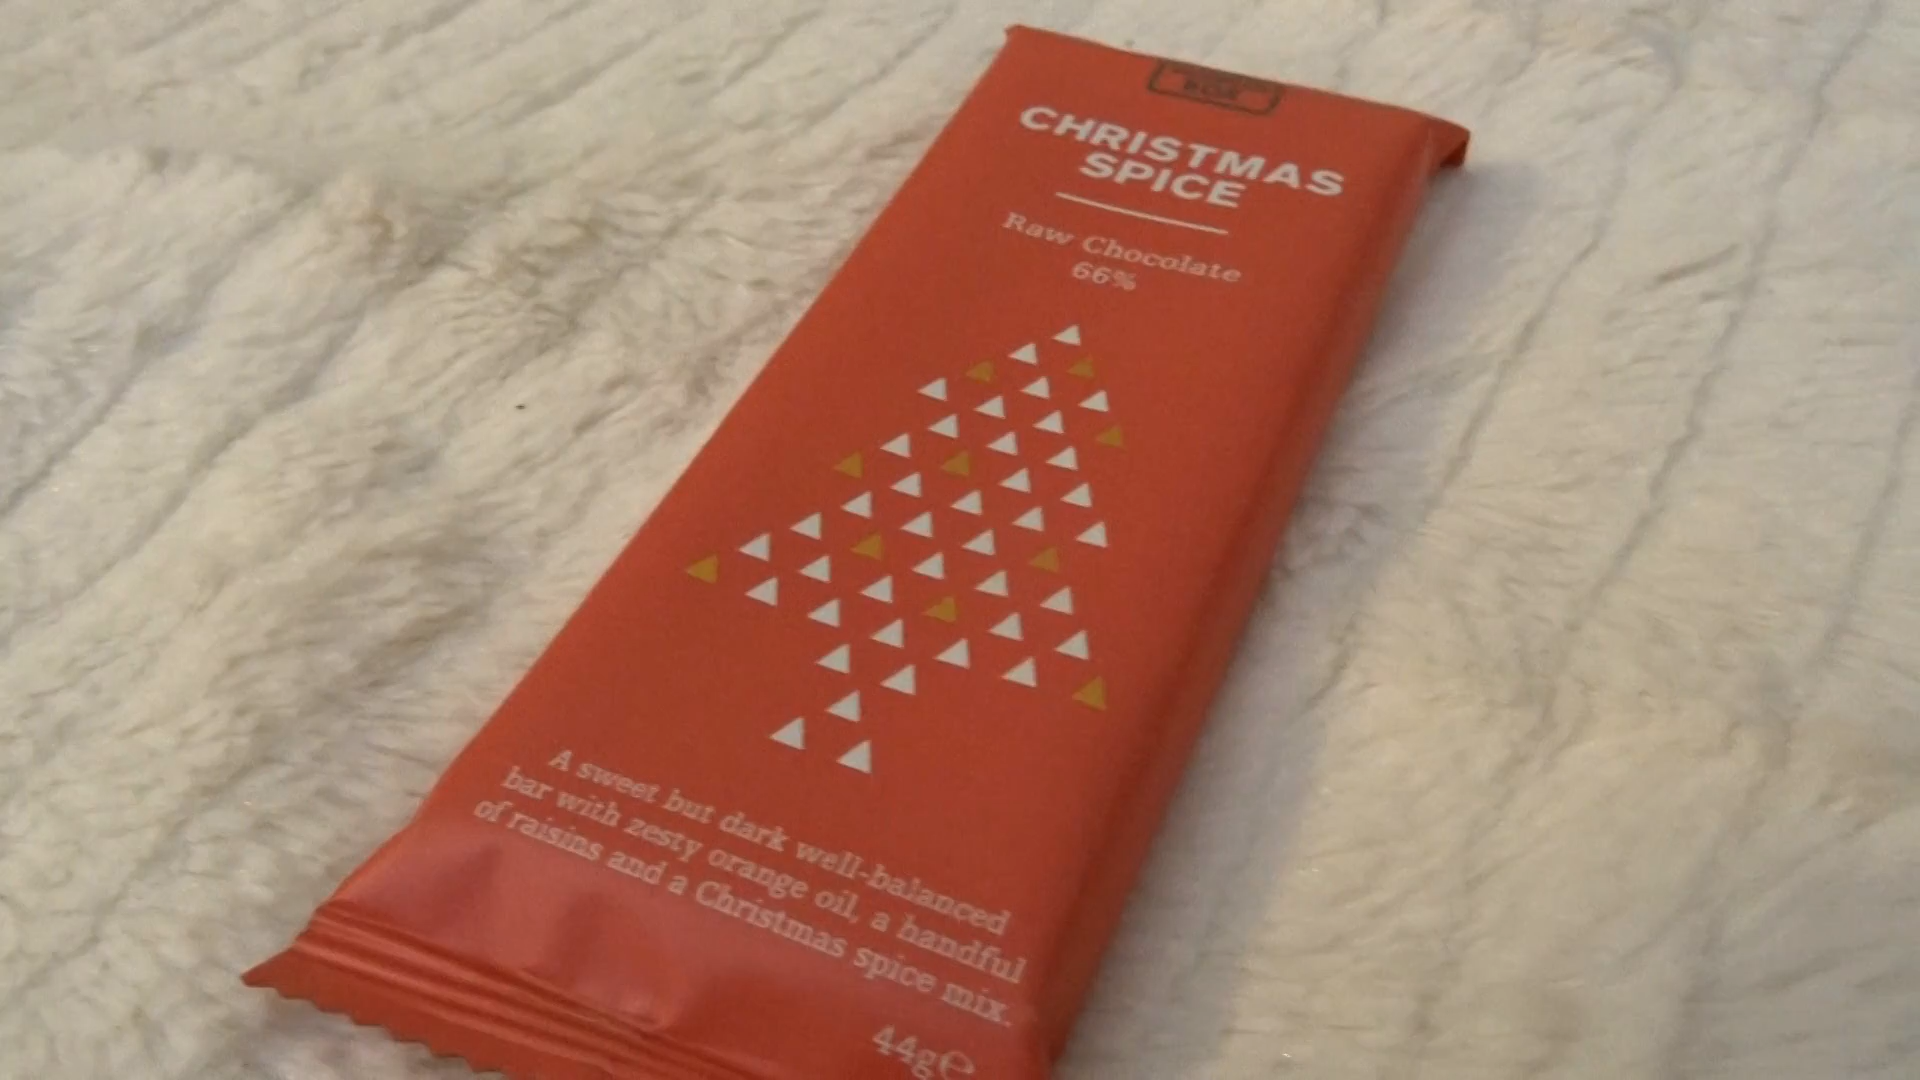 CHRISTMAS
SPICE
Raw Chocolate
66%
A sweet but dark well-balanced
bar with zesty orange oil, a handful
of raisins and a Christmas spice mix.
44g℮